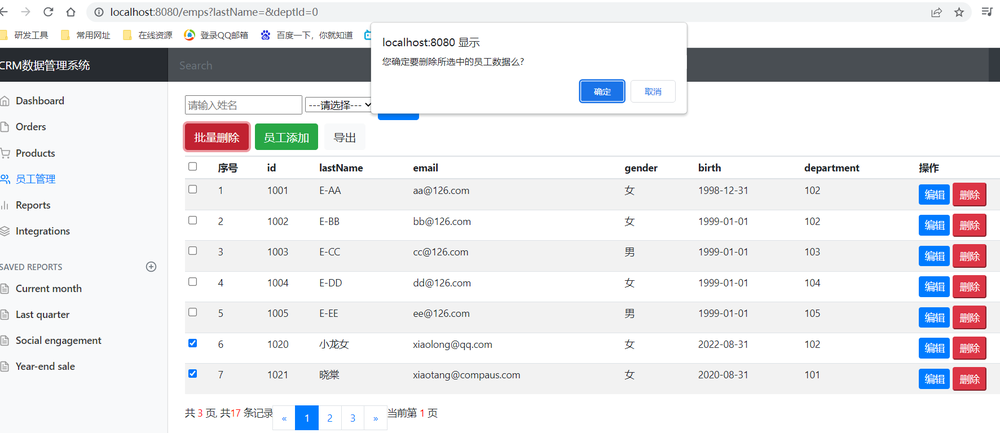 localhost:8080/emps?lastName=&deptId=0
研发工具 常用网址 在线资源 登录QQ邮箱 百度一下，你就知道
localhost:8080 显示
您确定要删除所选中的员工数据么?
确定 取消
CRM数据管理系统 Search
Dashboard
Orders
Products
员工管理
Reports
Integrations
SAVED REPORTS
Current month
Last quarter
Social engagement
Year-end sale
请输入姓名 ---请选择---
批量删除 员工添加 导出
序号 id lastName email gender birth department 操作
1 1001 E-AA aa@126.com 女 1998-12-31 102 编辑 删除
2 1002 E-BB bb@126.com 女 1999-01-01 102 编辑 删除
3 1003 E-CC cc@126.com 男 1999-01-01 103 编辑 删除
4 1004 E-DD dd@126.com 女 1999-01-01 104 编辑 删除
5 1005 E-EE ee@126.com 男 1999-01-01 105 编辑 删除
6 1020 小龙女 xiaolong@qq.com 女 2022-08-31 102 编辑 删除
7 1021 晓棠 xiaotang@compaus.com 女 2020-08-31 101 编辑 删除
共 3 页, 共17 条记录 « 1 2 3 » 当前第 1 页